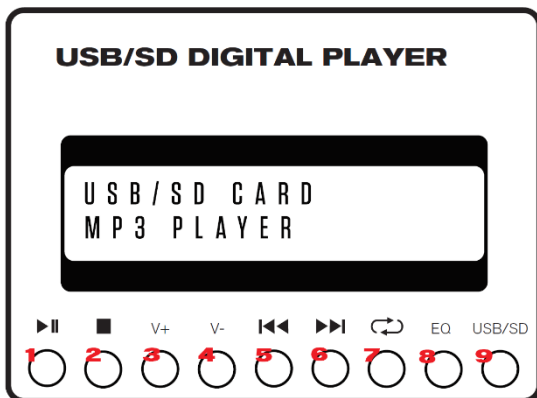 USB/SD DIGITAL PLAYER
USB/SD CARD
MP3 PLAYER
V+ V- EQ USB/SD
1 2 3 4 5 6 7 8 9